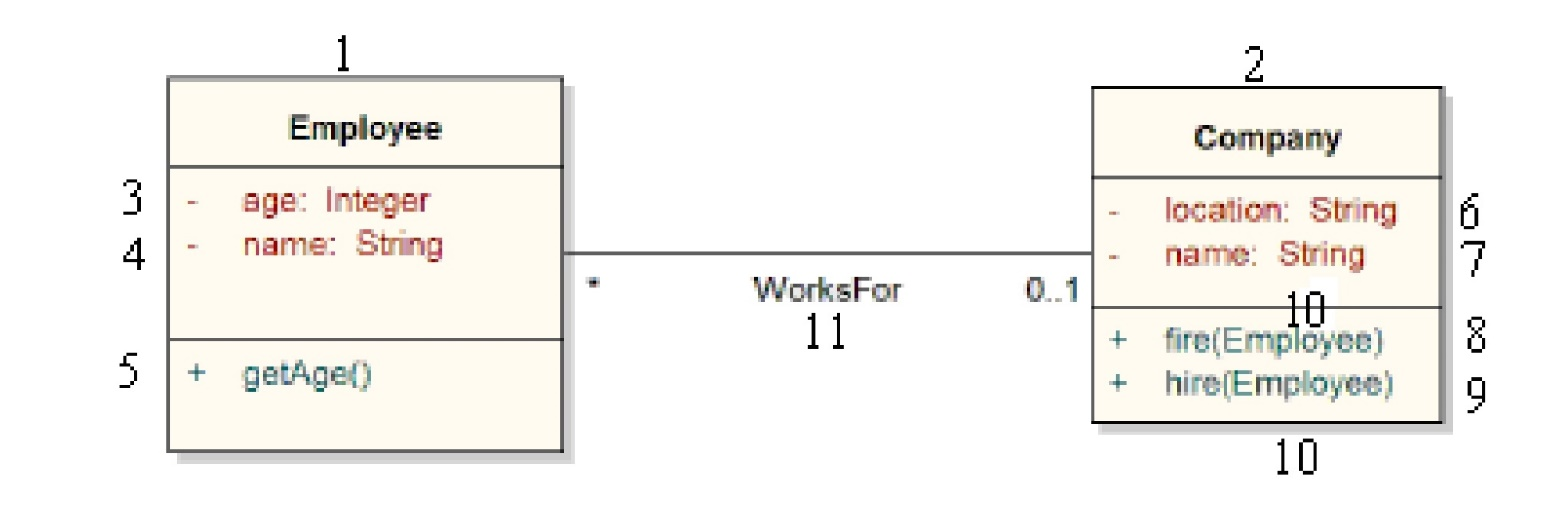 1
Employee
3 - age: Integer
4 - name: String
5 + getAge()
* WorksFor 0..1
11
2
Company
- location: String 6
- name: String 7
10
+ fire(Employee) 8
+ hire(Employee) 9
10